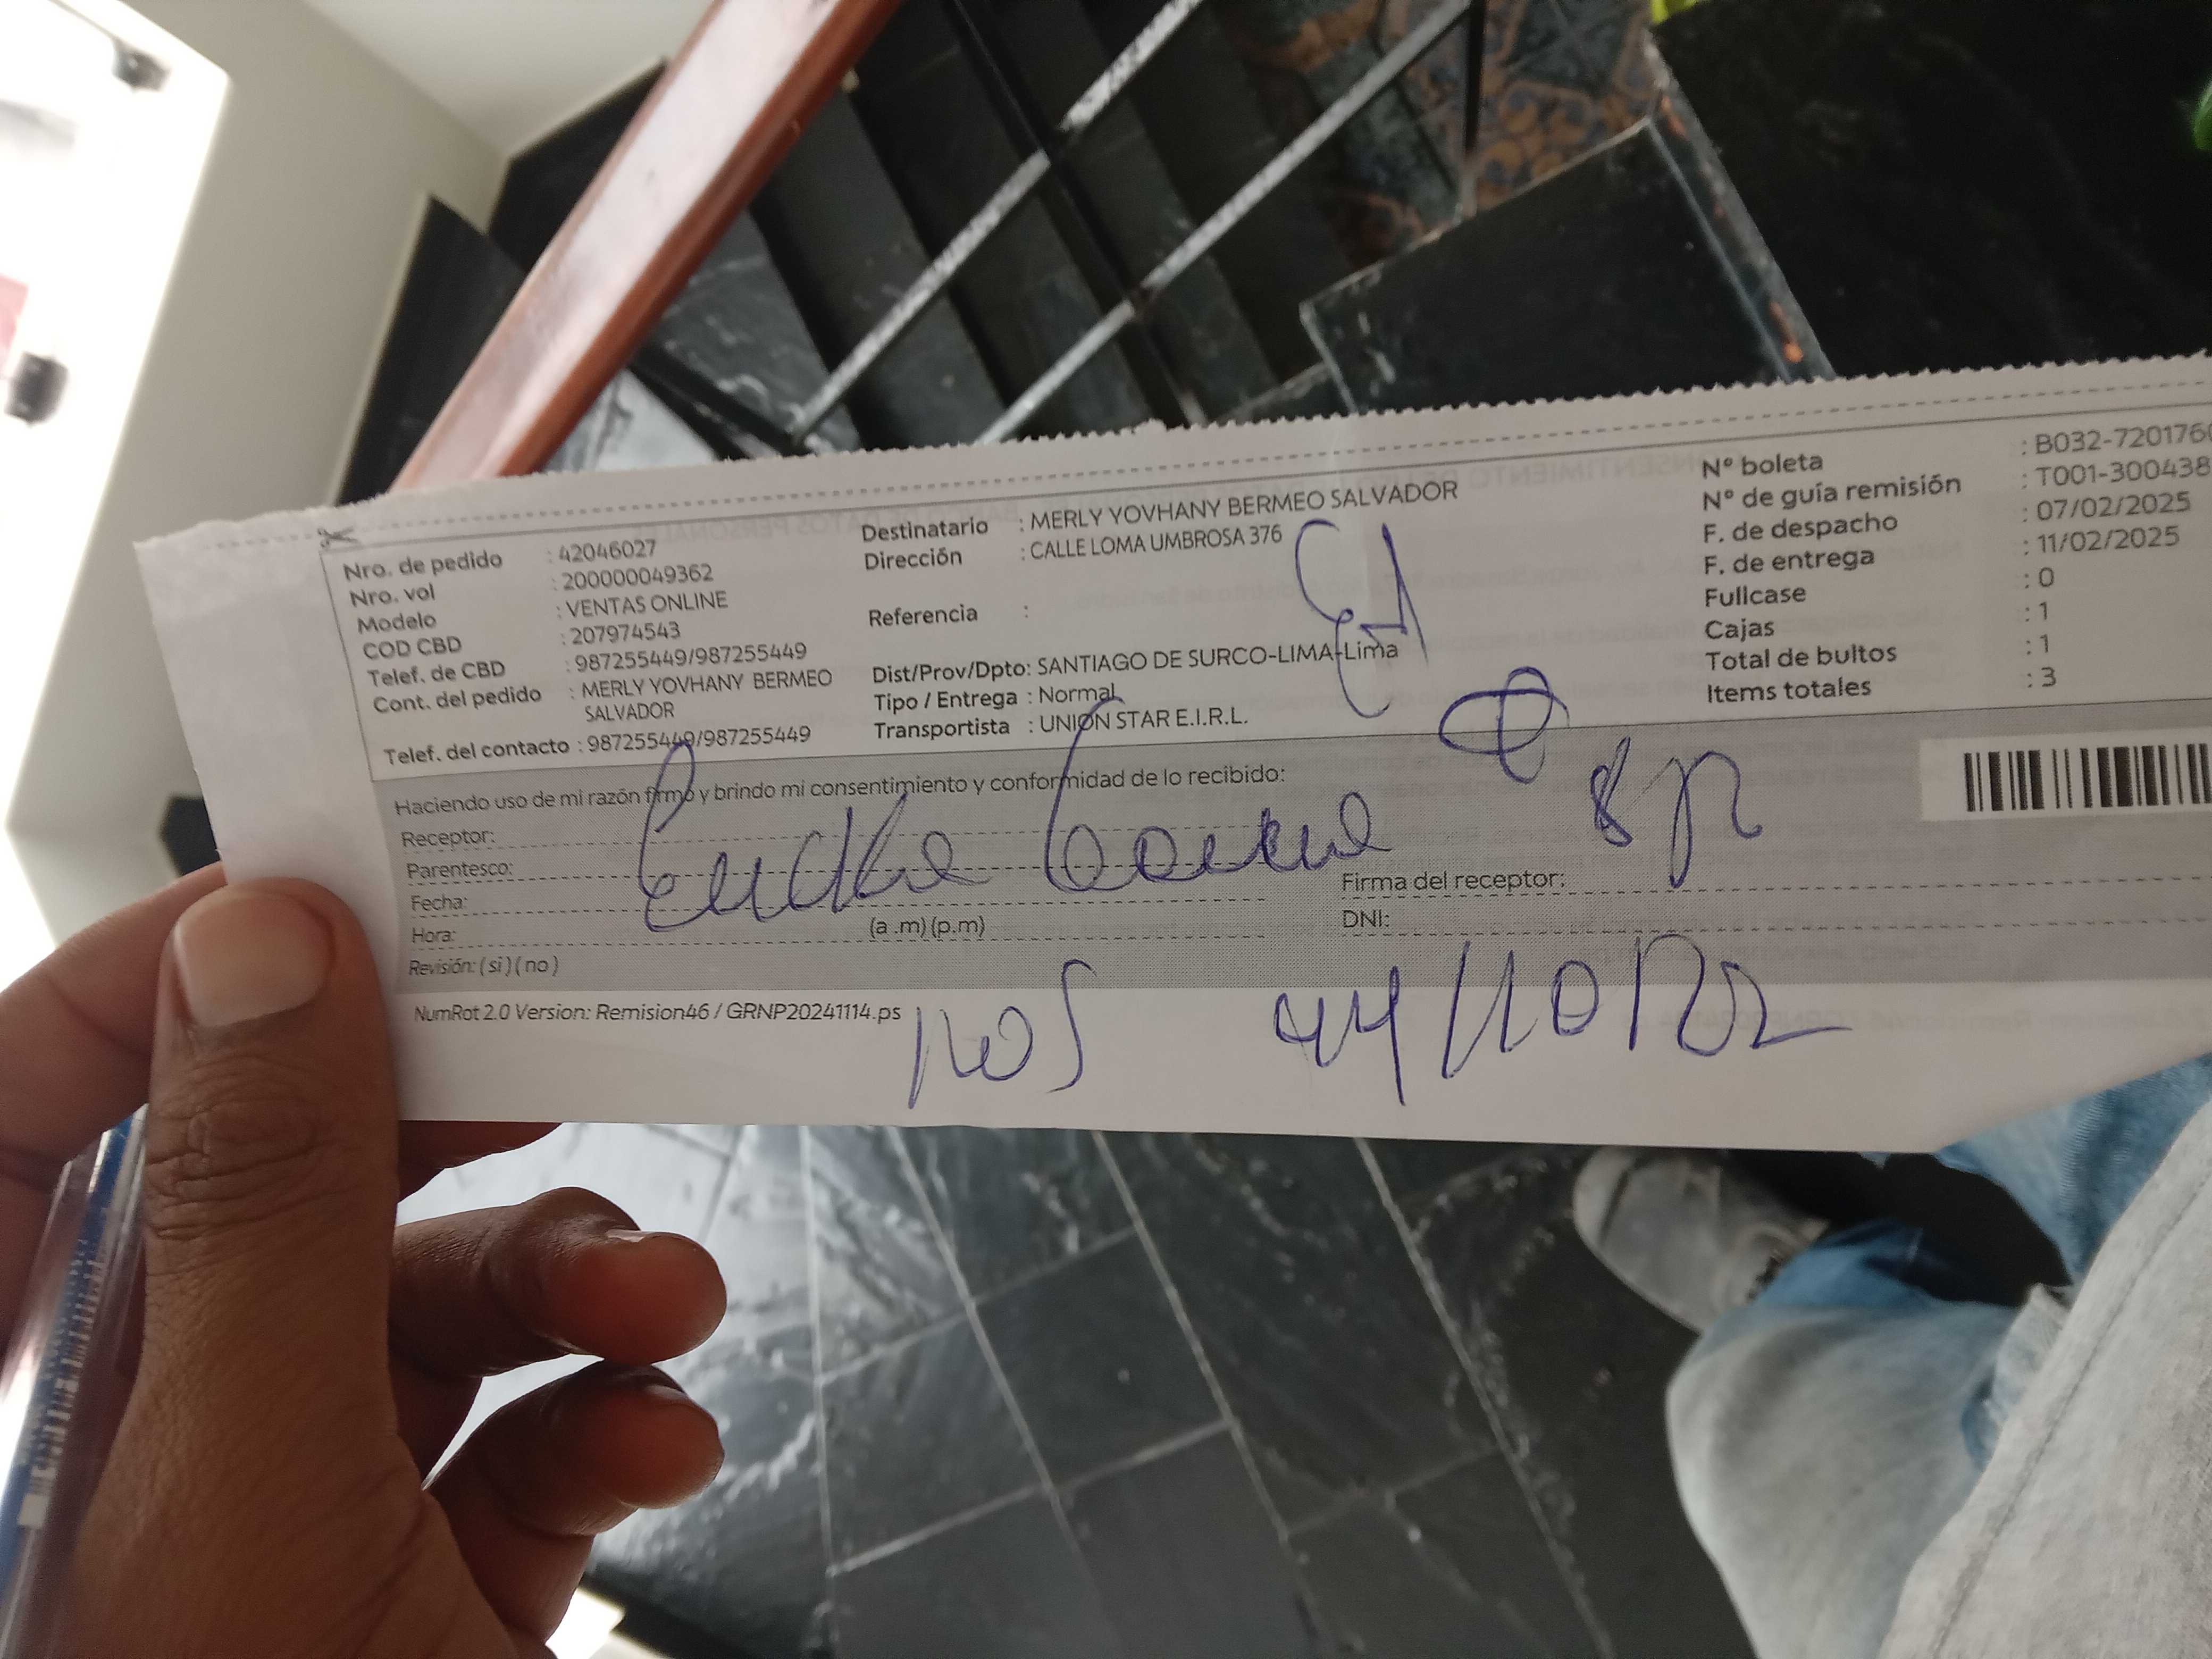 Nro. de pedido : 42046027
Nro. vol : 200000049362
Modelo : VENTAS ONLINE
COD CBD : 207974543
Telef. de CBD : 987255449/987255449
Cont. del pedido : MERLY YOVHANY BERMEO
SALVADOR
Telef. del contacto : 987255449/987255449
Destinatario : MERLY YOVHANY BERMEO SALVADOR
Dirección : CALLE LOMA UMBROSA 376
Referencia :
Dist/Prov/Dpto: SANTIAGO DE SURCO-LIMA-Lima
Tipo / Entrega : Normal
Transportista : UNION STAR E.I.R.L.
N° boleta : B032-720176
N° de guía remisión : T001-300438
F. de despacho : 07/02/2025
F. de entrega : 11/02/2025
Fullcase : 0
Cajas : 1
Total de bultos : 1
Items totales : 3
Haciendo uso de mi razón firmo y brindo mi consentimiento y conformidad de lo recibido:
Receptor:
Parentesco:
Fecha:
Hora: (a .m) (p.m)
Revisión: ( si ) ( no )
Firma del receptor:
DNI:
NumRot 2.0 Version: Remision46 / GRNP20241114.ps